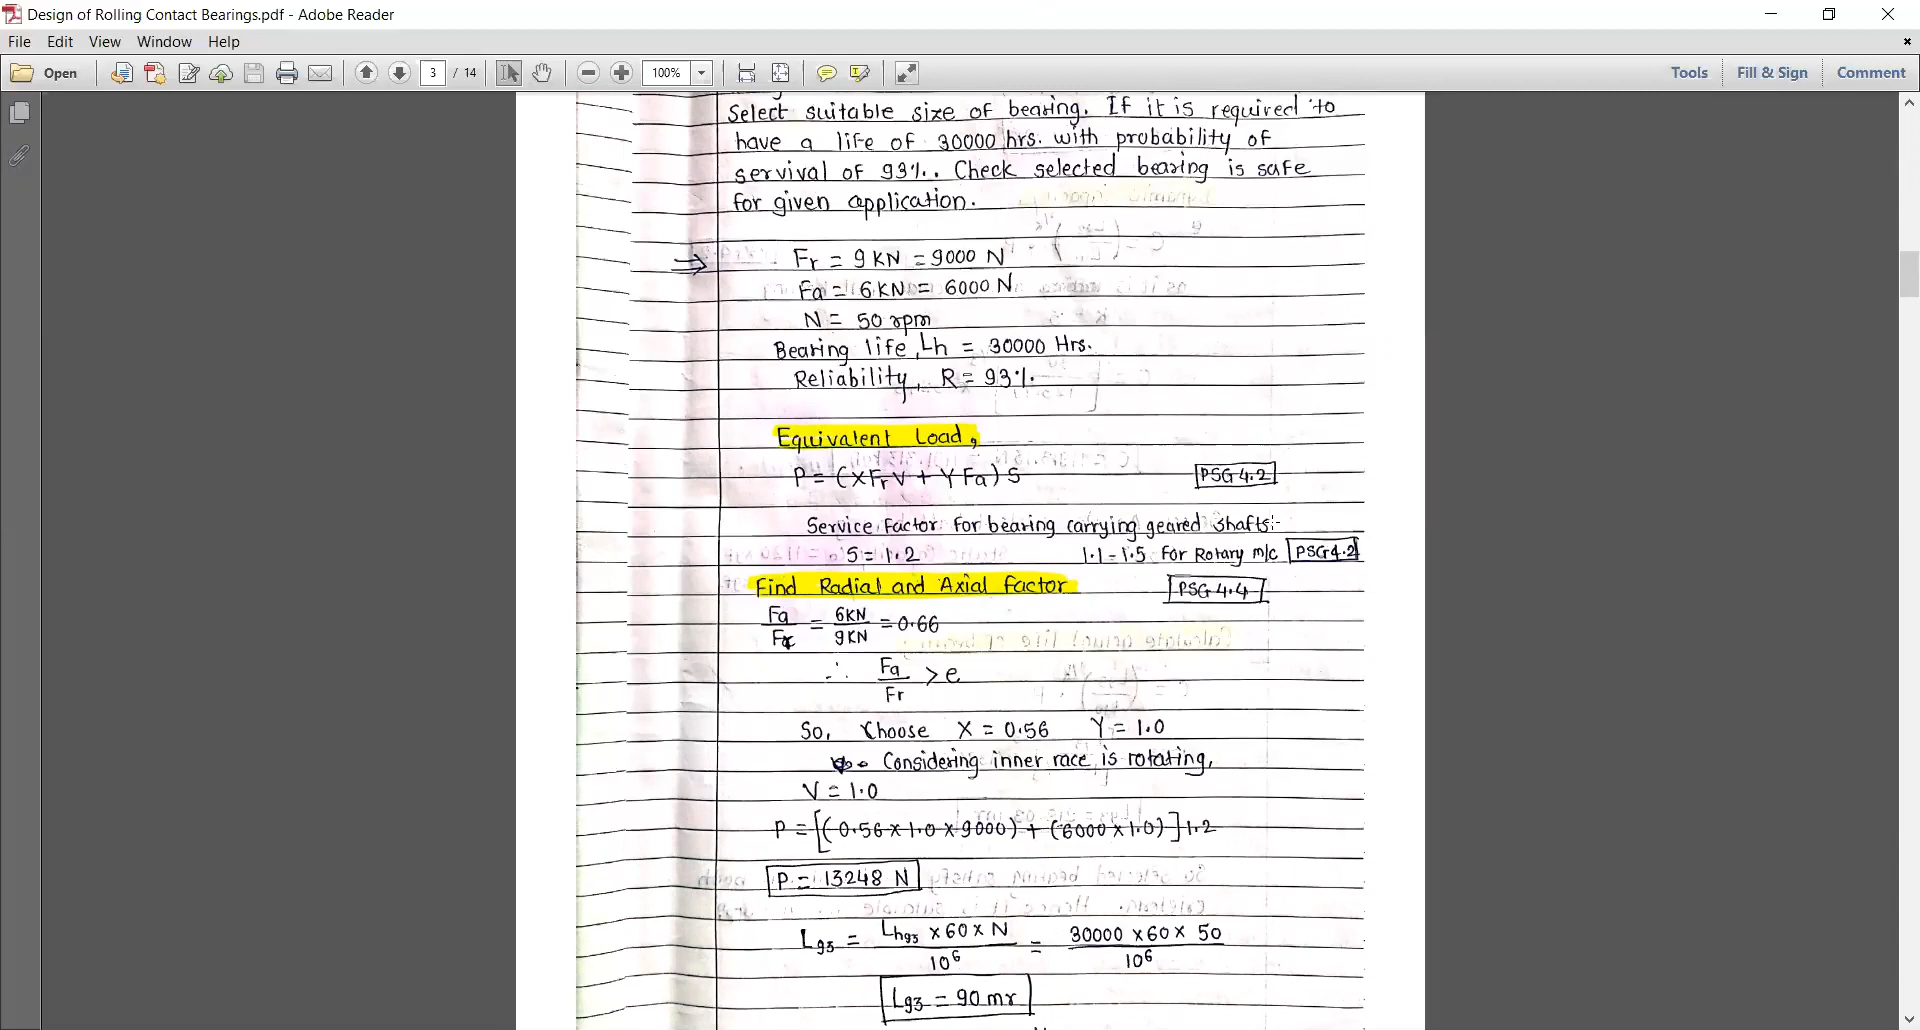 Design of Rolling Contact Bearings.pdf - Adobe Reader
File Edit View Window Help
Open 3 / 14 100% Tools Fill & Sign Comment
Select suitable size of bearing. If it is required to
have a life of 30000 hrs. with probability of
servival of 93%. Check selected bearing is safe
for given application.
⇒ Fr = 9 KN = 9000 N
Fa = 6 KN = 6000 N
N = 50 rpm
Bearing life, Lh = 30000 Hrs.
Reliability, R = 93%.
Equivalent Load,
P = (XFrV + YFa) S PSG 4.2
Service Factor for bearing carrying geared shafts:-
S = 1.2 1.1-1.5 For Rotary m/c PSG 4.2
Find Radial and Axial factor PSG 4.4
Fa/Fr = 6KN/9KN = 0.66
∴ Fa/Fr > e
So, Choose X = 0.56 Y = 1.0
Considering inner race is rotating,
V = 1.0
P = [(0.56 x 1.0 x 9000) + (6000 x 1.0)] 1.2
P = 13248 N
L93 = Lh93 x 60 x N / 10⁶ = 30000 x 60 x 50 / 10⁶
L93 = 90 mr